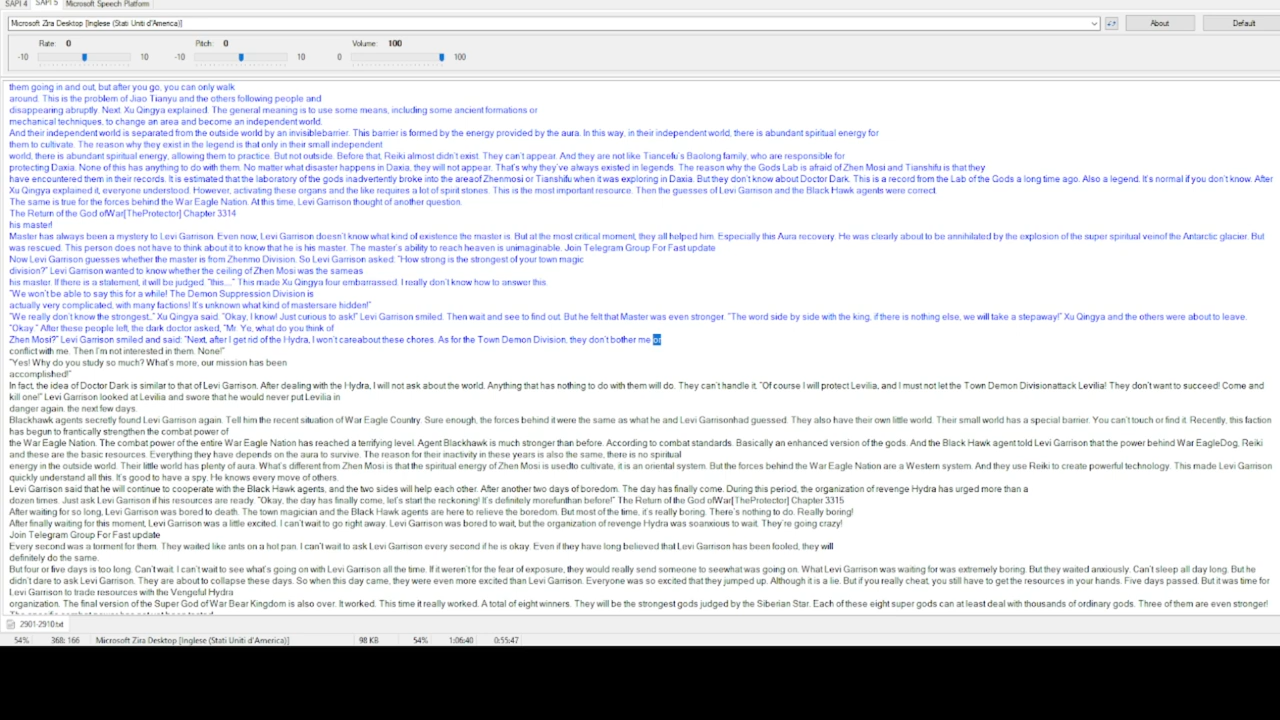 SAPI 4 SAPI 5 Microsoft Speech Platform
Microsoft Zira Desktop [Inglese (Stati Uniti d'America)] About Default
Rate: 0 Pitch: 0 Volume: 100
-10 10 -10 10 0 100
them going in and out, but after you go, you can only walk
around. This is the problem of Jiao Tianyu and the others following people and
disappearing abruptly. Next. Xu Qingya explained. The general meaning is to use some means, including some ancient formations or
mechanical techniques, to change an area and become an independent world.
And their independent world is separated from the outside world by an invisiblebarrier. This barrier is formed by the energy provided by the aura. In this way, in their independent world, there is abundant spiritual energy for
them to cultivate. The reason why they exist in the legend is that only in their small independent
world, there is abundant spiritual energy, allowing them to practice. But not outside. Before that, Reiki almost didn't exist. They can't appear. And they are not like Tiancefu's Baolong family, who are responsible for
protecting Daxia. None of this has anything to do with them. No matter what disaster happens in Daxia, they will not appear. That's why they've always existed in legends. The reason why the Gods Lab is afraid of Zhen Mosi and Tianshifu is that they
have encountered them in their records. It is estimated that the laboratory of the gods inadvertently broke into the areaof Zhenmosi or Tianshifu when it was exploring in Daxia. But they don't know about Doctor Dark. This is a record from the Lab of the Gods a long time ago. Also a legend. It's normal if you don't know. After
Xu Qingya explained it, everyone understood. However, activating these organs and the like requires a lot of spirit stones. This is the most important resource. Then the guesses of Levi Garrison and the Black Hawk agents were correct.
The same is true for the forces behind the War Eagle Nation. At this time, Levi Garrison thought of another question.
The Return of the God ofWar[TheProtector] Chapter 3314
his master!
Master has always been a mystery to Levi Garrison. Even now, Levi Garrison doesn't know what kind of existence the master is. But at the most critical moment, they all helped him. Especially this Aura recovery. He was clearly about to be annihilated by the explosion of the super spiritual veinof the Antarctic glacier. But
was rescued. This person does not have to think about it to know that he is his master. The master's ability to reach heaven is unimaginable. Join Telegram Group For Fast update
Now Levi Garrison guesses whether the master is from Zhenmo Division. So Levi Garrison asked: "How strong is the strongest of your town magic
division?" Levi Garrison wanted to know whether the ceiling of Zhen Mosi was the sameas
his master. If there is a statement, it will be judged. "this...." This made Xu Qingya four embarrassed. I really don't know how to answer this.
"We won't be able to say this for a while! The Demon Suppression Division is
actually very complicated, with many factions! It's unknown what kind of mastersare hidden!"
"We really don't know the strongest.." Xu Qingya said. "Okay, I know! Just curious to ask!" Levi Garrison smiled. Then wait and see to find out. But he felt that Master was even stronger. "The word side by side with the king, if there is nothing else, we will take a stepaway!" Xu Qingya and the others were about to leave.
"Okay." After these people left, the dark doctor asked, "Mr. Ye, what do you think of
Zhen Mosi?" Levi Garrison smiled and said: "Next, after I get rid of the Hydra, I won't careabout these chores. As for the Town Demon Division, they don't bother me or
conflict with me. Then I'm not interested in them. None!"
"Yes! Why do you study so much? What's more, our mission has been
accomplished!"
In fact, the idea of Doctor Dark is similar to that of Levi Garrison. After dealing with the Hydra, I will not ask about the world. Anything that has nothing to do with them will do. They can't handle it. "Of course I will protect Levilia, and I must not let the Town Demon Divisionattack Levilia! They don't want to succeed! Come and
kill one!" Levi Garrison looked at Levilia and swore that he would never put Levilia in
danger again. the next few days.
Blackhawk agents secretly found Levi Garrison again. Tell him the recent situation of War Eagle Country. Sure enough, the forces behind it were the same as what he and Levi Garrisonhad guessed. They also have their own little world. Their small world has a special barrier. You can't touch or find it. Recently, this faction
has begun to frantically strengthen the combat power of
the War Eagle Nation. The combat power of the entire War Eagle Nation has reached a terrifying level. Agent Blackhawk is much stronger than before. According to combat standards. Basically an enhanced version of the gods. And the Black Hawk agent told Levi Garrison that the power behind War EagleDog, Reiki
and these are the basic resources. Everything they have depends on the aura to survive. The reason for their inactivity in these years is also the same, there is no spiritual
energy in the outside world. Their little world has plenty of aura. What's different from Zhen Mosi is that the spiritual energy of Zhen Mosi is usedto cultivate, it is an oriental system. But the forces behind the War Eagle Nation are a Western system. And they use Reiki to create powerful technology. This made Levi Garrison
quickly understand all this. It's good to have a spy. He knows every move of others.
Levi Garrison said that he will continue to cooperate with the Black Hawk agents, and the two sides will help each other. After another two days of boredom. The day has finally come. During this period, the organization of revenge Hydra has urged more than a
dozen times. Just ask Levi Garrison if his resources are ready. "Okay, the day has finally come, let's start the reckoning! It's definitely morefunthan before!" The Return of the God ofWar[TheProtector] Chapter 3315
After waiting for so long, Levi Garrison was bored to death. The town magician and the Black Hawk agents are here to relieve the boredom. But most of the time, it's really boring. There's nothing to do. Really boring!
After finally waiting for this moment, Levi Garrison was a little excited. I can't wait to go right away. Levi Garrison was bored to wait, but the organization of revenge Hydra was soanxious to wait. They're going crazy!
Join Telegram Group For Fast update
Every second was a torment for them. They waited like ants on a hot pan. I can't wait to ask Levi Garrison every second if he is okay. Even if they have long believed that Levi Garrison has been fooled, they will
definitely do the same.
But four or five days is too long. Can't wait. I can't wait to see what's going on with Levi Garrison all the time. If it weren't for the fear of exposure, they would really send someone to seewhat was going on. What Levi Garrison was waiting for was extremely boring. But they waited anxiously. Can't sleep all day long. But he
didn't dare to ask Levi Garrison. They are about to collapse these days. So when this day came, they were even more excited than Levi Garrison. Everyone was so excited that they jumped up. Although it is a lie. But if you really cheat, you still have to get the resources in your hands. Five days passed. But it was time for
Levi Garrison to trade resources with the Vengeful Hydra
organization. The final version of the Super God of War Bear Kingdom is also over. It worked. This time it really worked. A total of eight winners. They will be the strongest gods judged by the Siberian Star. Each of these eight super gods can at least deal with thousands of ordinary gods. Three of them are even stronger!
2901-2910.txt
54% 368: 166 Microsoft Zira Desktop [Inglese (Stati Uniti d'America)] 98 KB 54% 1:06:40 0:55:47